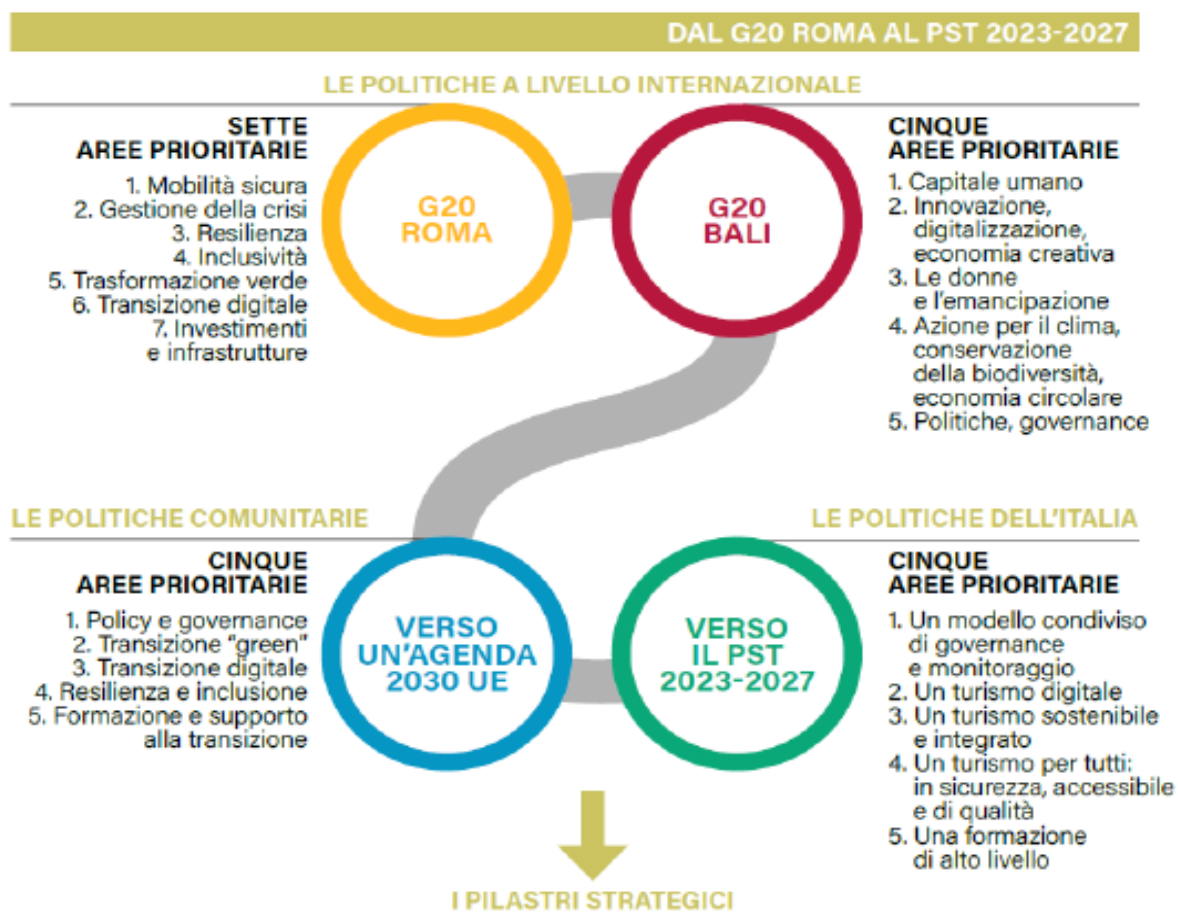 DAL G20 ROMA AL PST 2023-2027
LE POLITICHE A LIVELLO INTERNAZIONALE
SETTE
AREE PRIORITARIE
1. Mobilità sicura
2. Gestione della crisi
3. Resilienza
4. Inclusività
5. Trasformazione verde
6. Transizione digitale
7. Investimenti
e infrastrutture
G20
ROMA
G20
BALI
CINQUE
AREE PRIORITARIE
1. Capitale umano
2. Innovazione,
digitalizzazione,
economia creativa
3. Le donne
e l'emancipazione
4. Azione per il clima,
conservazione
della biodiversità,
economia circolare
5. Politiche, governance
LE POLITICHE COMUNITARIE
CINQUE
AREE PRIORITARIE
1. Policy e governance
2. Transizione "green"
3. Transizione digitale
4. Resilienza e inclusione
5. Formazione e supporto
alla transizione
VERSO
UN'AGENDA
2030 UE
VERSO
IL PST
2023-2027
LE POLITICHE DELL'ITALIA
CINQUE
AREE PRIORITARIE
1. Un modello condiviso
di governance
e monitoraggio
2. Un turismo digitale
3. Un turismo sostenibile
e integrato
4. Un turismo per tutti:
in sicurezza, accessibile
e di qualità
5. Una formazione
di alto livello
I PILASTRI STRATEGICI